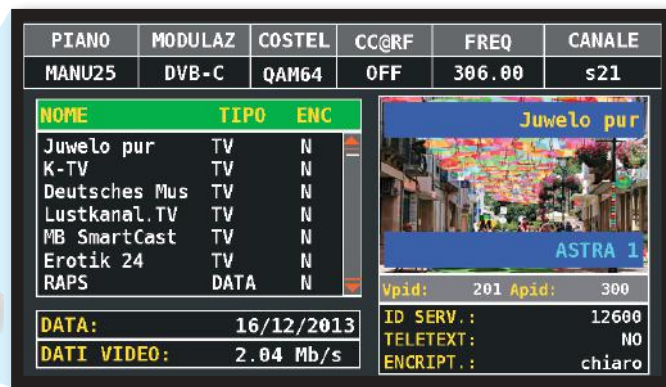 PIANO MODULAZ COSTEL CC@RF FREQ CANALE
MANU25 DVB-C QAM64 OFF 306.00 s21
NOME TIPO ENC
Juwelo pur TV N
K-TV TV N
Deutsches Mus TV N
Lustkanal.TV TV N
MB SmartCast TV N
Erotik 24 TV N
RAPS DATA N
DATA: 16/12/2013
DATI VIDEO: 2.04 Mb/s
Juwelo pur
ASTRA 1
Vpid: 201 Apid: 300
ID SERV.: 12600
TELETEXT: NO
ENCRIPT.: chiaro